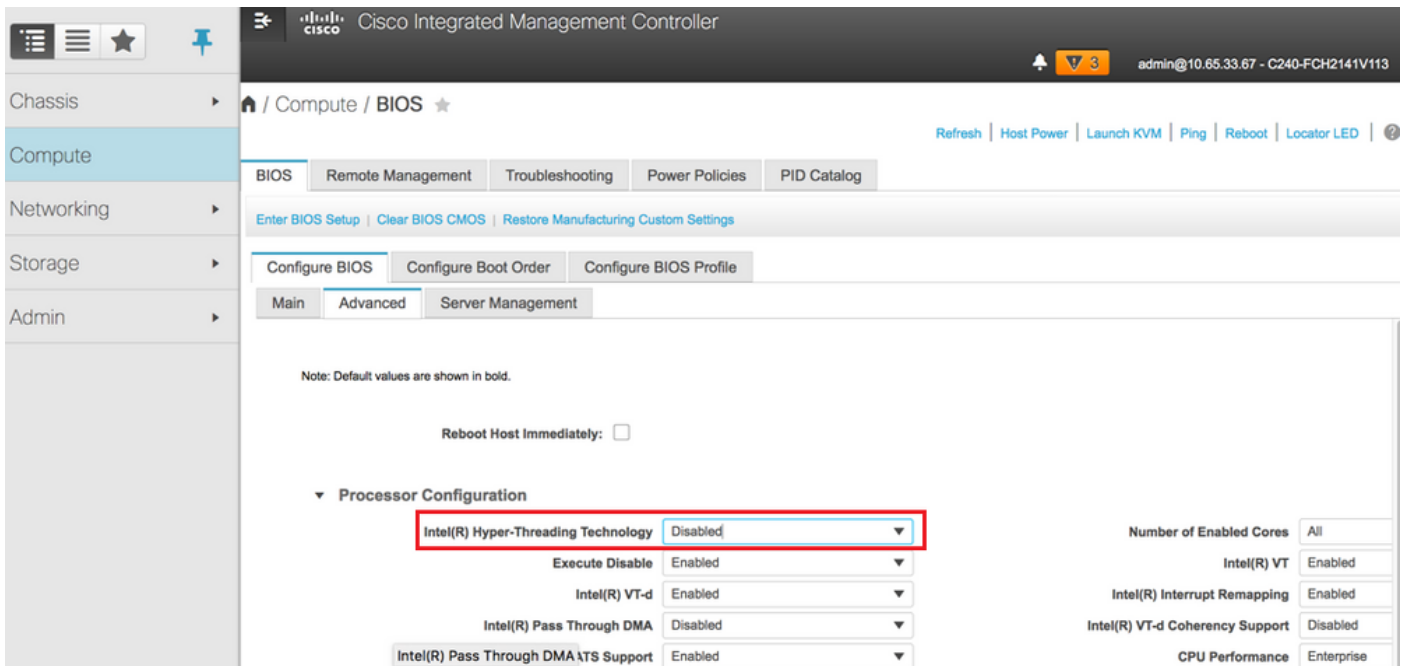 cisco Cisco Integrated Management Controller
3 admin@10.65.33.67 - C240-FCH2141V113
Chassis
Compute
Networking
Storage
Admin
/ Compute / BIOS
Refresh | Host Power | Launch KVM | Ping | Reboot | Locator LED | ?
BIOS Remote Management Troubleshooting Power Policies PID Catalog
Enter BIOS Setup | Clear BIOS CMOS | Restore Manufacturing Custom Settings
Configure BIOS Configure Boot Order Configure BIOS Profile
Main Advanced Server Management
Note: Default values are shown in bold.
Reboot Host Immediately:
Processor Configuration
Intel(R) Hyper-Threading Technology Disabled Number of Enabled Cores All
Execute Disable Enabled Intel(R) VT Enabled
Intel(R) VT-d Enabled Intel(R) Interrupt Remapping Enabled
Intel(R) Pass Through DMA Disabled Intel(R) VT-d Coherency Support Disabled
Intel(R) Pass Through DMA ATS Support Enabled CPU Performance Enterprise